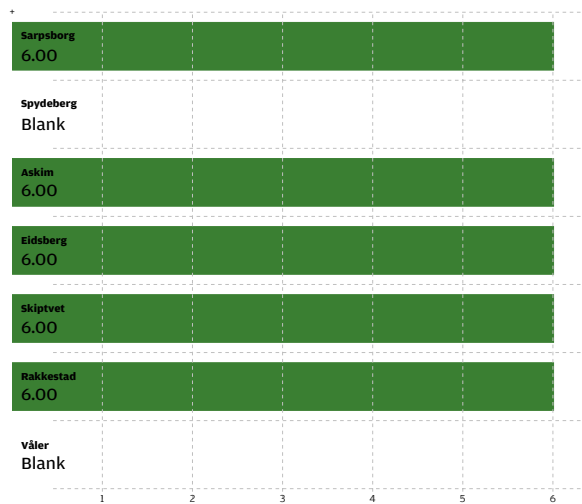 +
Sarpsborg
6.00
Spydeberg
Blank
Askim
6.00
Eidsberg
6.00
Skiptvet
6.00
Rakkestad
6.00
Våler
Blank
1 2 3 4 5 6